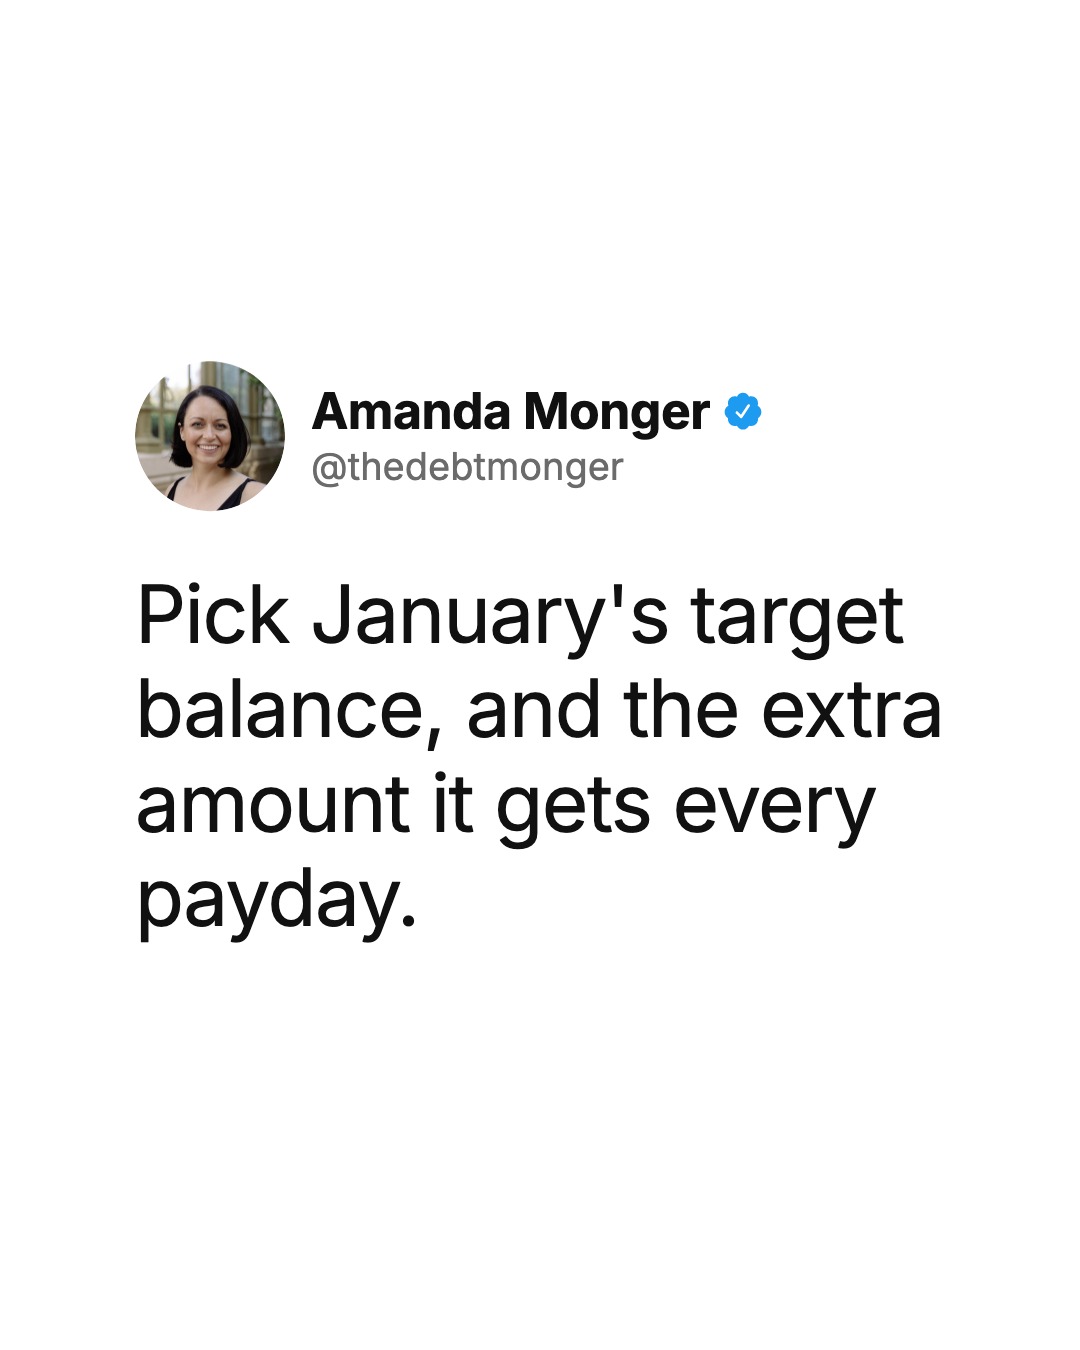 Amanda Monger
@thedebtmonger
Pick January's target
balance, and the extra
amount it gets every
payday.